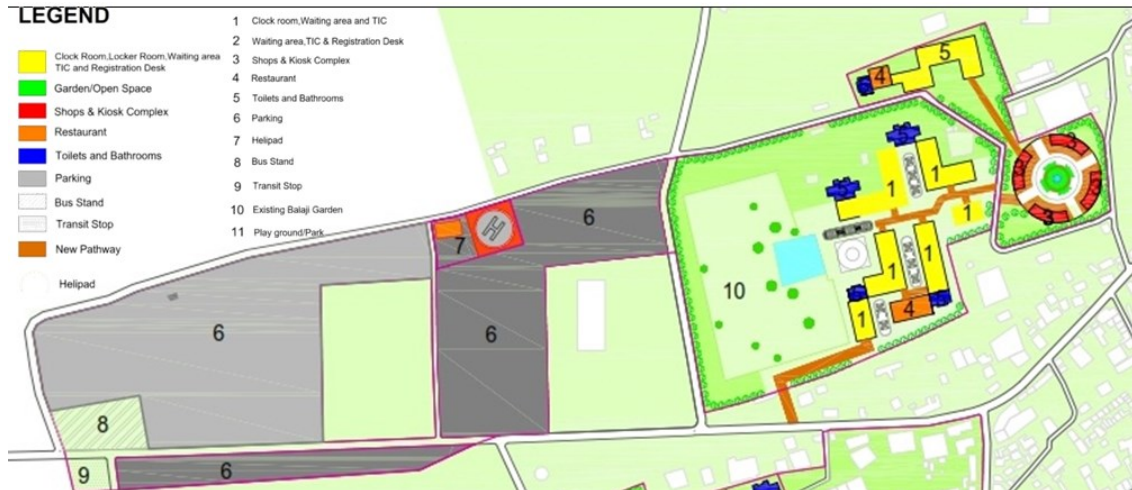 LEGEND
Clock Room,Locker Room,Waiting area
TIC and Registration Desk
Garden/Open Space
Shops & Kiosk Complex
Restaurant
Toilets and Bathrooms
Parking
Bus Stand
Transit Stop
New Pathway
Helipad
1 Clock room,Waiting area and TIC
2 Waiting area,TIC & Registration Desk
3 Shops & Kiosk Complex
4 Restaurant
5 Toilets and Bathrooms
6 Parking
7 Helipad
8 Bus Stand
9 Transit Stop
10 Existing Balaji Garden
11 Play ground/Park
5
4
3
1
1
3
6
1
7
H
1
1
10
3
6
6
1
4
8
9
6